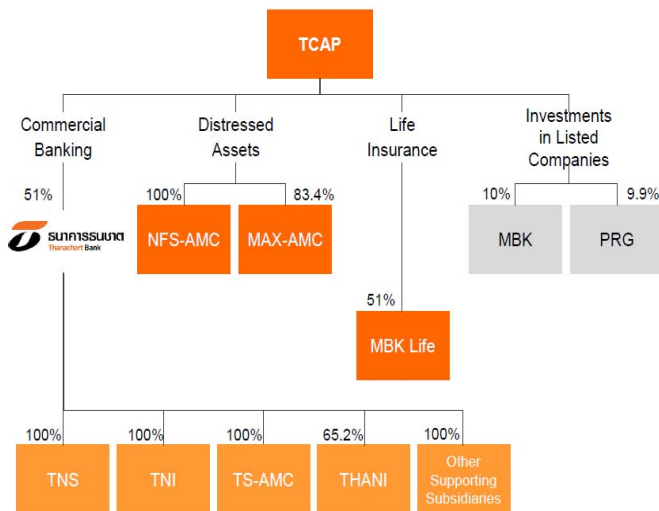 TCAP
Commercial
Banking
Distressed
Assets
Life
Insurance
Investments
in Listed
Companies
51%
100%
83.4%
10%
9.9%
ธนาคารธนชาต
Thanachart Bank
NFS-AMC
MAX-AMC
MBK
PRG
51%
MBK Life
100%
100%
100%
65.2%
100%
TNS
TNI
TS-AMC
THANI
Other
Supporting
Subsidiaries